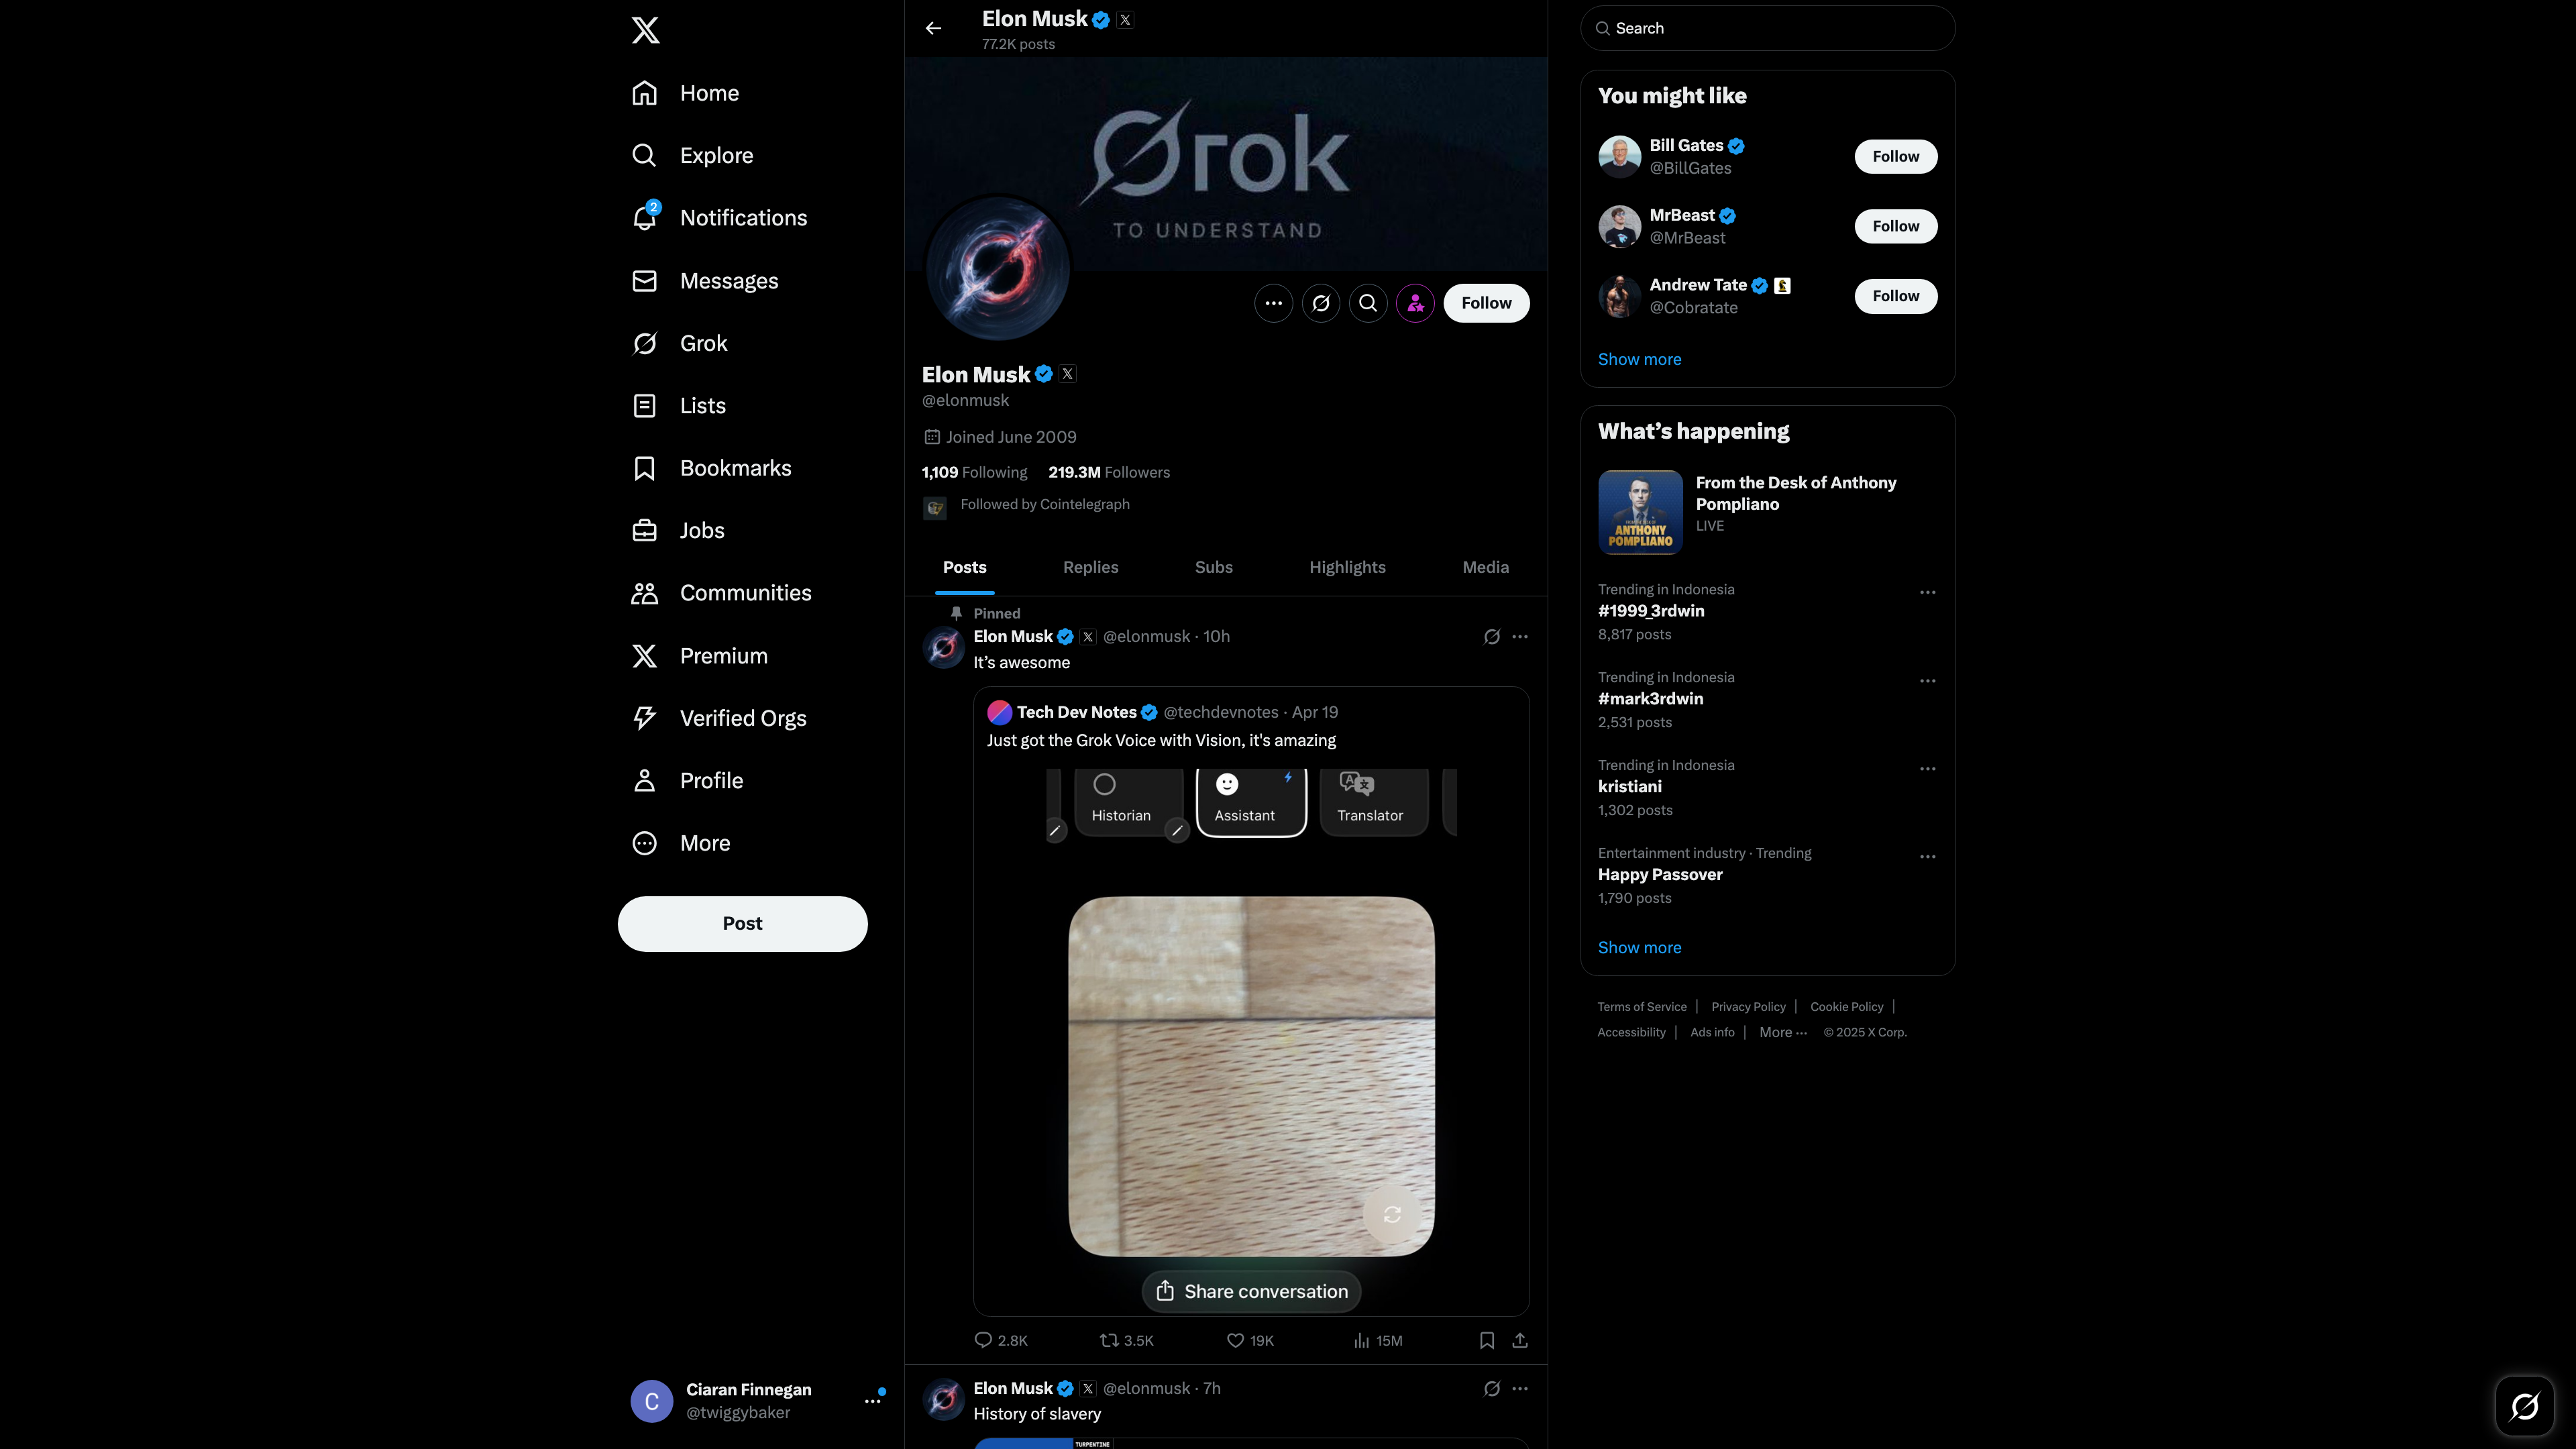 Home
Explore
2
Notifications
Messages
Grok
Lists
Bookmarks
Jobs
Communities
Premium
Verified Orgs
Profile
More
Post
C
Ciaran Finnegan
@twiggybaker
Elon Musk
77.2K posts
Grok
TO UNDERSTAND
Follow
Elon Musk
@elonmusk
Joined June 2009
1,109 Following 219.3M Followers
Followed by Cointelegraph
Posts Replies Subs Highlights Media
Pinned
Elon Musk @elonmusk · 10h
It’s awesome
Tech Dev Notes @techdevnotes · Apr 19
Just got the Grok Voice with Vision, it's amazing
Historian Assistant Translator
Share conversation
2.8K 3.5K 19K 15M
Elon Musk @elonmusk · 7h
History of slavery
TURPENTINE
Search
You might like
Bill Gates
@BillGates
Follow
MrBeast
@MrBeast
Follow
Andrew Tate
@Cobratate
Follow
Show more
What’s happening
ANTHONY
POMPLIANO
From the Desk of Anthony
Pompliano
LIVE
Trending in Indonesia
#1999_3rdwin
8,817 posts
Trending in Indonesia
#mark3rdwin
2,531 posts
Trending in Indonesia
kristiani
1,302 posts
Entertainment industry · Trending
Happy Passover
1,790 posts
Show more
Terms of Service | Privacy Policy | Cookie Policy |
Accessibility | Ads info | More ··· © 2025 X Corp.